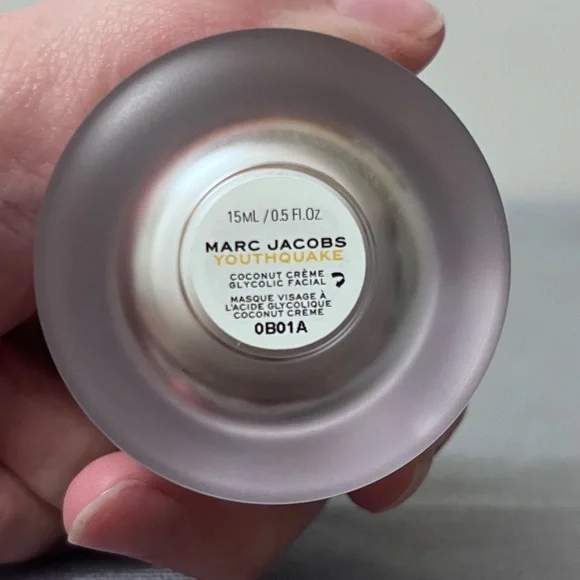 15ML / 0.5 Fl.Oz
MARC JACOBS
YOUTHQUAKE
COCONUT CRÈME
GLYCOLIC FACIAL
MASQUE VISAGE À
L'ACIDE GLYCOLIQUE
COCONUT CRÈME
0B01A